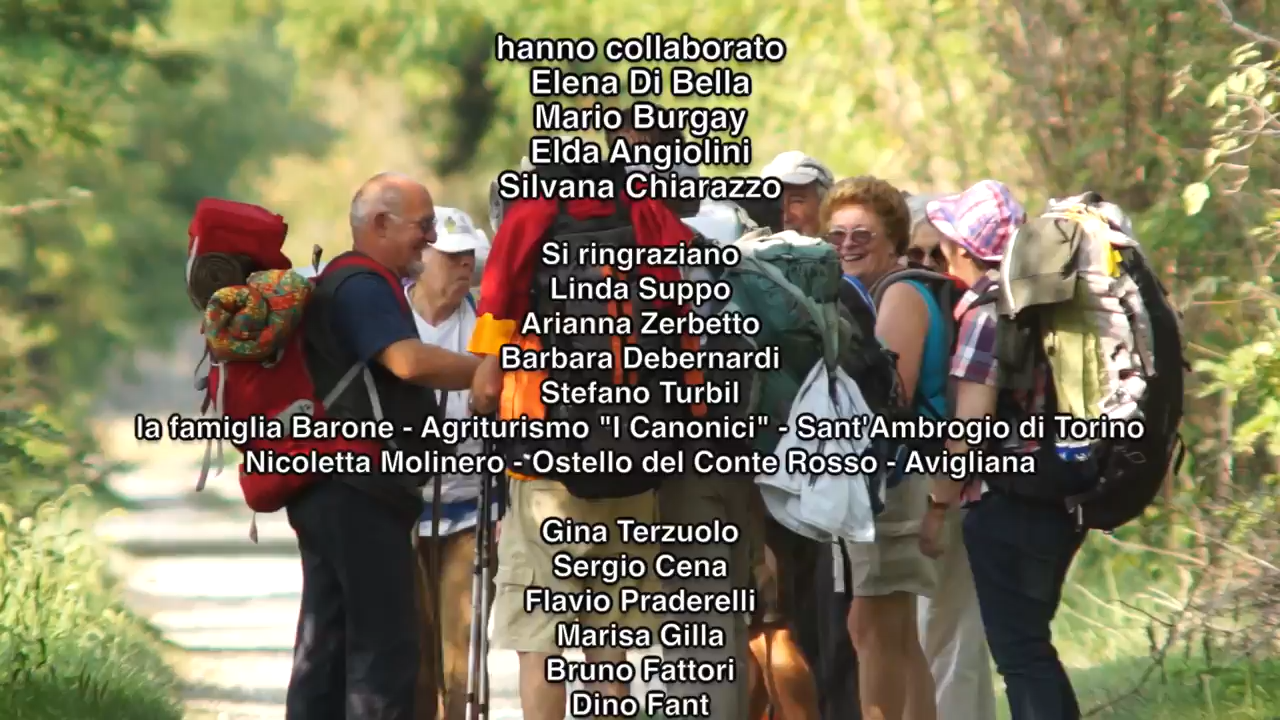 hanno collaborato
Elena Di Bella
Mario Burgay
Elda Angiolini
Silvana Chiarazzo
Si ringraziano
Linda Suppo
Arianna Zerbetto
Barbara Debernardi
Stefano Turbil
la famiglia Barone - Agriturismo "I Canonici" - Sant'Ambrogio di Torino
Nicoletta Molinero - Ostello del Conte Rosso - Avigliana
Gina Terzuolo
Sergio Cena
Flavio Praderelli
Marisa Gilla
Bruno Fattori
Dino Fant